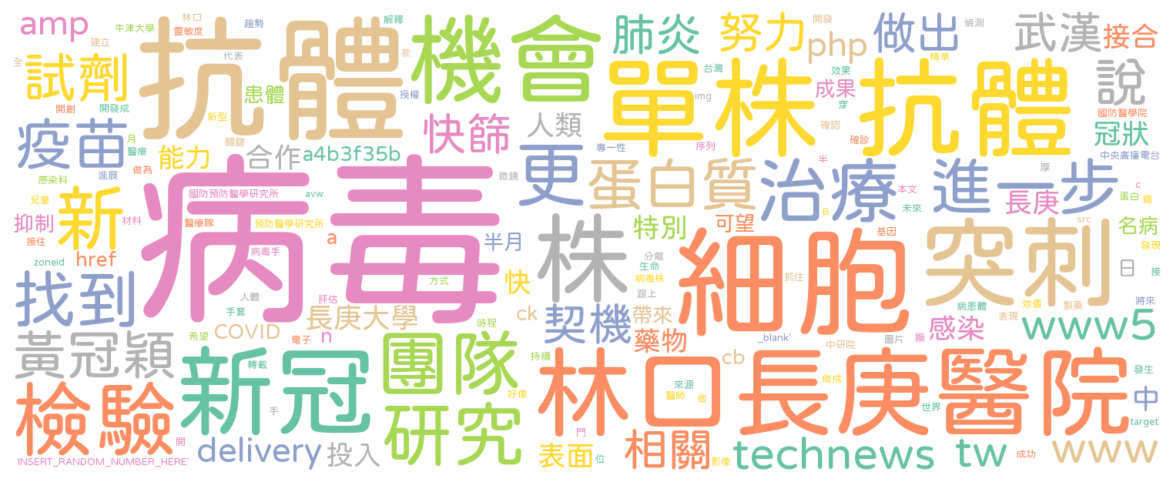 amp
林口
牛津大學
建立
靈敏度
趨勢
代表
解釋
款
全
抗體
機會
肺炎
努力
php
做出
武漢
接合
試劑
開創
開發成
患體
新型
關鍵
授權
快篩
人類
單株抗體
台灣
img
成果
效果
穿
開發
精準
偵測
確認
確診
序列
專一性
說
國防醫學院
冠狀
中央廣播電台
疫苗
月
醫療
進展
做為
能力
合作
a4b3f35b
微鏡
更
蛋白質
治療
半
本文
未來
進一步
長庚
厚
c
蛋白
鏈
感染科
兒童
抑制
接住
新
材料
國防預防醫學研究所
avw
醫療隊
預防醫學研究所
病毒
病毒手
a
半月
株
特別
可望
基因
B
分離
生命
病毒株
跟上
細胞
抓住
突刺
src
名病
發現
日
接
zoneid
href
找到
人體
手套
評估
方式
快
ck
契機
帶來
藥物
病患體
效價
製藥
表現
將來
感染
www5
COVID
長庚大學
希望
電子
n
時程
_blank'
中研院
圖片
cb
黃冠穎
新冠
轉載
手
團隊
持續
好像
林口長庚醫院
來源
醫師
做
做成
世界
發生
中
target
檢驗
開
INSERT_RANDOM_NUMBER_HERE'
delivery
投入
研究
門
表面
位
相關
影像
technews
tw
成功
www